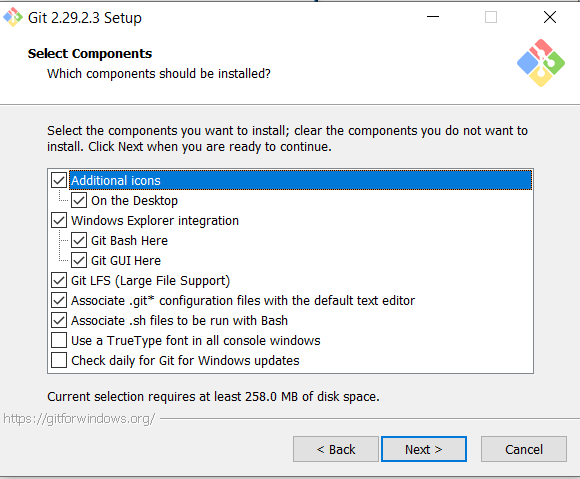 Git 2.29.2.3 Setup
Select Components
Which components should be installed?
Select the components you want to install; clear the components you do not want to
install. Click Next when you are ready to continue.
Additional icons
On the Desktop
Windows Explorer integration
Git Bash Here
Git GUI Here
Git LFS (Large File Support)
Associate .git* configuration files with the default text editor
Associate .sh files to be run with Bash
Use a TrueType font in all console windows
Check daily for Git for Windows updates
Current selection requires at least 258.0 MB of disk space.
https://gitforwindows.org/
< Back
Next >
Cancel